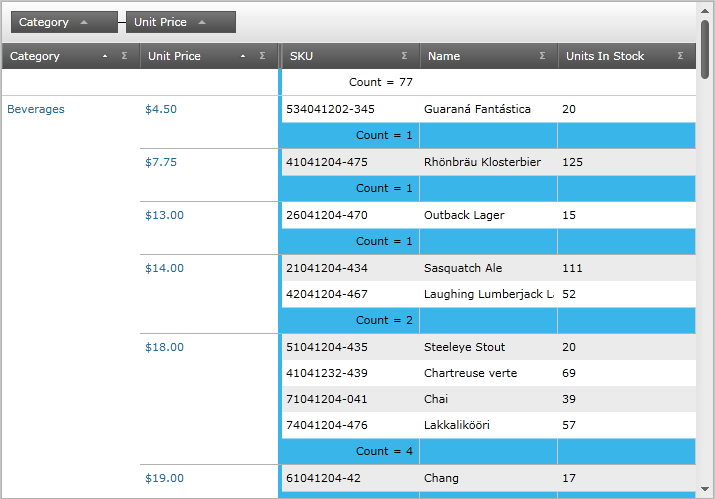 Category Unit Price
Category Σ Unit Price Σ SKU Σ Name Σ Units In Stock Σ
Count = 77
Beverages $4.50 534041202-345 Guaraná Fantástica 20
Count = 1
$7.75 41041204-475 Rhönbräu Klosterbier 125
Count = 1
$13.00 26041204-470 Outback Lager 15
Count = 1
$14.00 21041204-434 Sasquatch Ale 111
42041204-467 Laughing Lumberjack L 52
Count = 2
$18.00 51041204-435 Steeleye Stout 20
41041232-439 Chartreuse verte 69
71041204-041 Chai 39
74041204-476 Lakkalikööri 57
Count = 4
$19.00 61041204-42 Chang 17